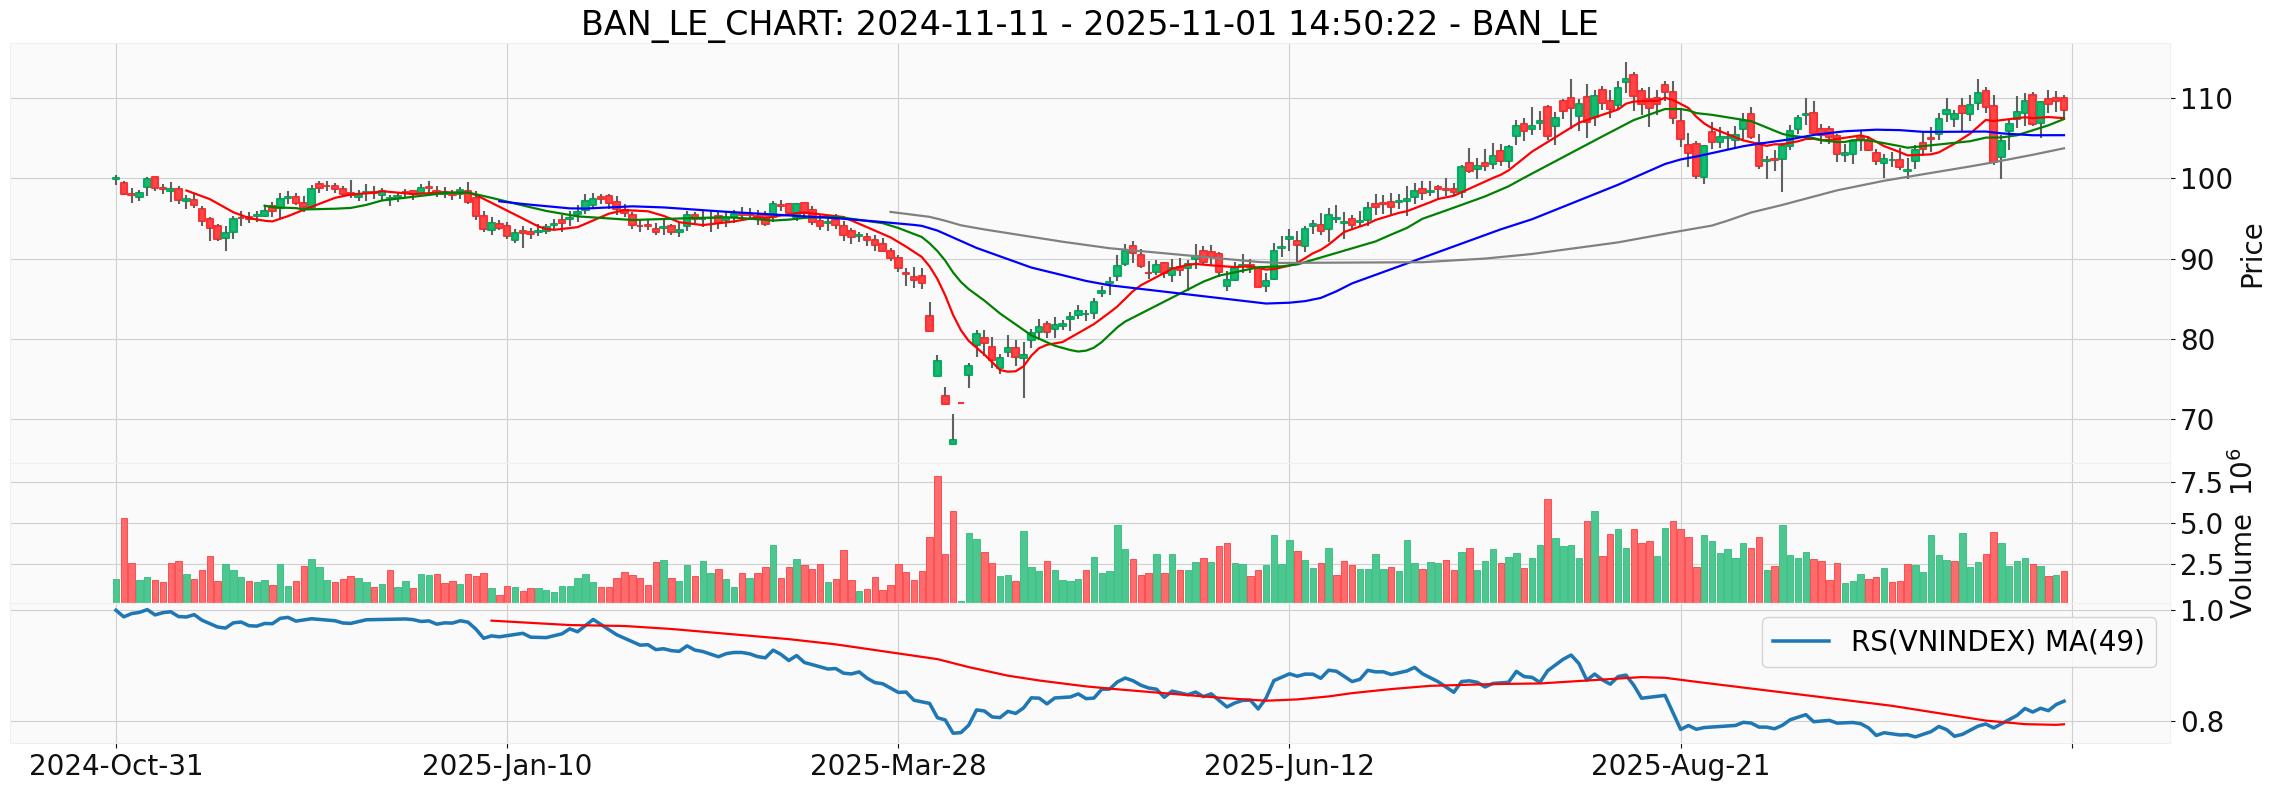 BAN_LE_CHART: 2024-11-11 - 2025-11-01 14:50:22 - BAN_LE
110
100
90
80
70
Price
7.5
5.0
2.5
Volume 10⁶
1.0
0.8
RS(VNINDEX) MA(49)
2024-Oct-31
2025-Jan-10
2025-Mar-28
2025-Jun-12
2025-Aug-21